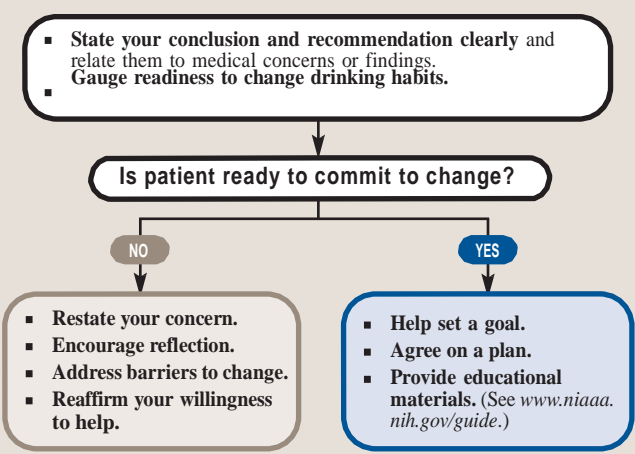 ▪ State your conclusion and recommendation clearly and
relate them to medical concerns or findings.
▪ Gauge readiness to change drinking habits.
Is patient ready to commit to change?
NO
YES
▪ Restate your concern.
▪ Encourage reflection.
▪ Address barriers to change.
▪ Reaffirm your willingness
to help.
▪ Help set a goal.
▪ Agree on a plan.
▪ Provide educational
materials. (See www.niaaa.
nih.gov/guide.)